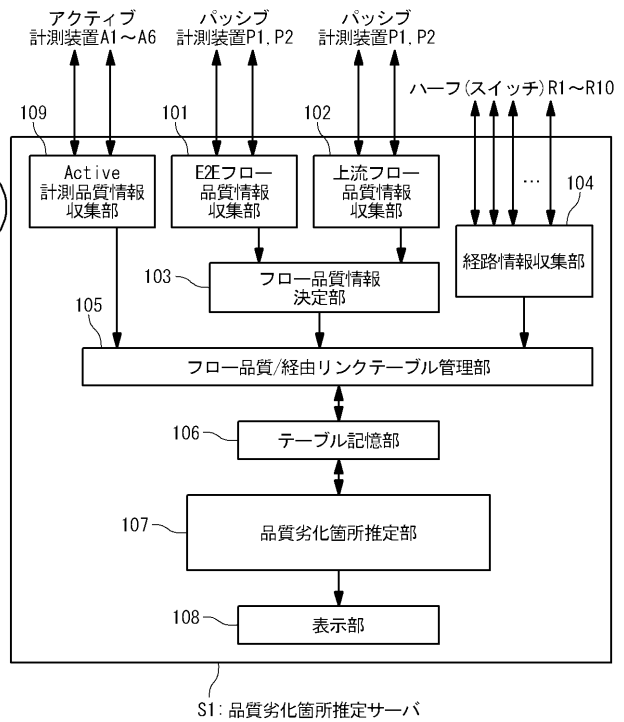 アクティブ
計測装置A1～A6
パッシブ
計測装置P1,P2
パッシブ
計測装置P1,P2
ハーフ(スイッチ)R1～R10
109
101
102
Active
計測品質情報
収集部
E2Eフロー
品質情報
収集部
上流フロー
品質情報
収集部
...
104
経路情報収集部
103
フロー品質情報
決定部
105
フロー品質/経由リンクテーブル管理部
106
テーブル記憶部
107
品質劣化箇所推定部
108
表示部
S1:品質劣化箇所推定サーバ